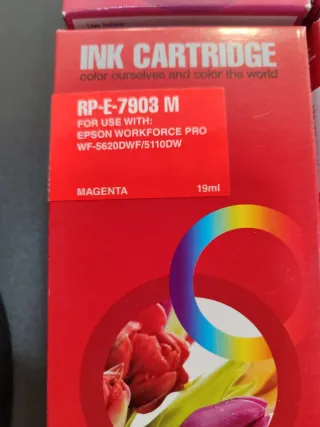 INK CARTRIDGE
color ourselves and color the world
RP-E-7903 M
FOR USE WITH:
EPSON WORKFORCE PRO
WF-5620DWF/5110DW
MAGENTA 19ml